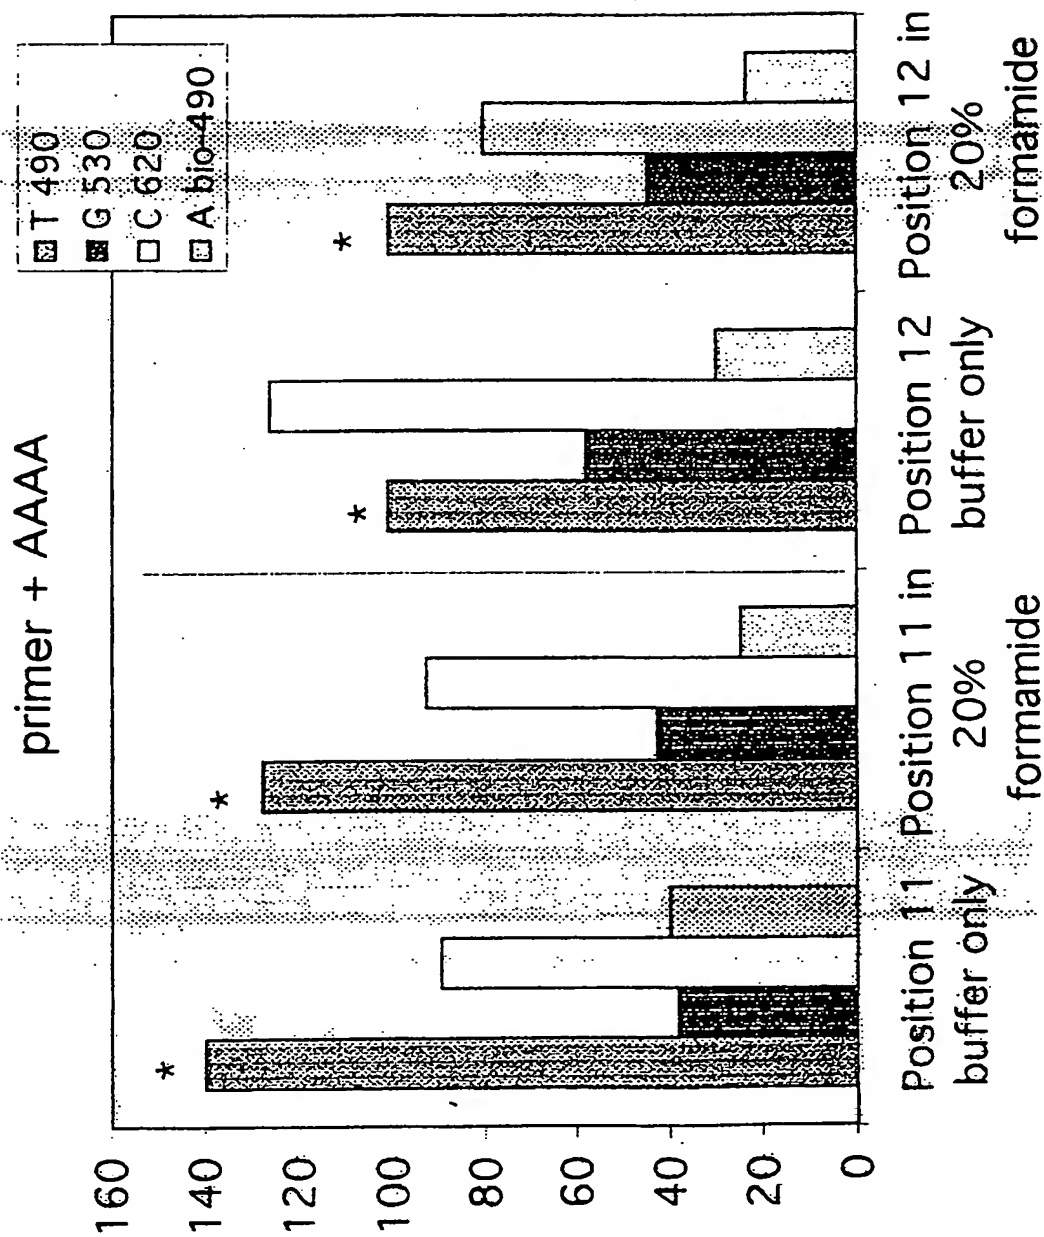 primer + AAAA
T 490
G 530
C 620
A bio-490
*
*
*
*
160
140
120
100
80
60
40
20
0
Position 11
buffer only
Position 11 in
20%
formamide
Position 12
buffer only
Position 12 in
20%
formamide